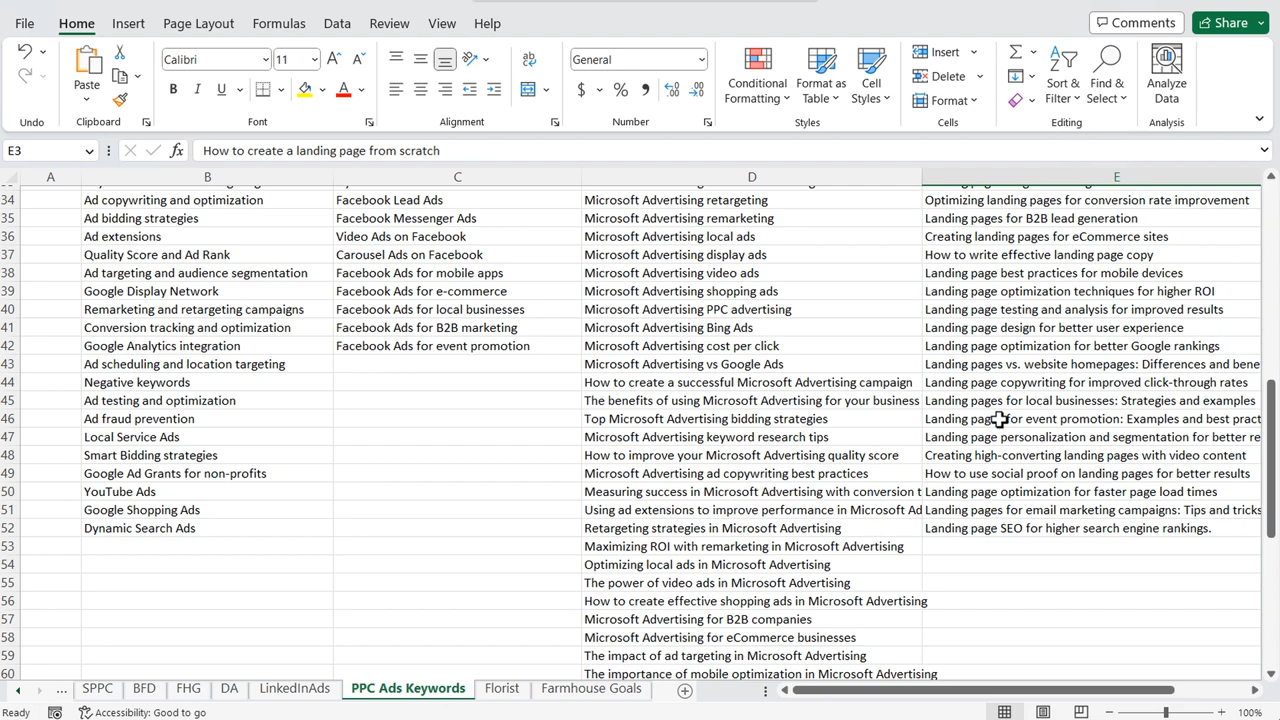 File Home Insert Page Layout Formulas Data Review View Help Comments Share
Calibri 11 General Insert Delete Format
Paste Conditional Formatting Format as Table Cell Styles Sort & Filter Find & Select Analyze Data
Undo Clipboard Font Alignment Number Styles Cells Editing Analysis
E3 fx How to create a landing page from scratch
A B C D E
34 Ad copywriting and optimization Facebook Lead Ads Microsoft Advertising retargeting Optimizing landing pages for conversion rate improvement
35 Ad bidding strategies Facebook Messenger Ads Microsoft Advertising remarketing Landing pages for B2B lead generation
36 Ad extensions Video Ads on Facebook Microsoft Advertising local ads Creating landing pages for eCommerce sites
37 Quality Score and Ad Rank Carousel Ads on Facebook Microsoft Advertising display ads How to write effective landing page copy
38 Ad targeting and audience segmentation Facebook Ads for mobile apps Microsoft Advertising video ads Landing page best practices for mobile devices
39 Google Display Network Facebook Ads for e-commerce Microsoft Advertising shopping ads Landing page optimization techniques for higher ROI
40 Remarketing and retargeting campaigns Facebook Ads for local businesses Microsoft Advertising PPC advertising Landing page testing and analysis for improved results
41 Conversion tracking and optimization Facebook Ads for B2B marketing Microsoft Advertising Bing Ads Landing page design for better user experience
42 Google Analytics integration Facebook Ads for event promotion Microsoft Advertising cost per click Landing page optimization for better Google rankings
43 Ad scheduling and location targeting Microsoft Advertising vs Google Ads Landing pages vs. website homepages: Differences and bene
44 Negative keywords How to create a successful Microsoft Advertising campaign Landing page copywriting for improved click-through rates
45 Ad testing and optimization The benefits of using Microsoft Advertising for your business Landing pages for local businesses: Strategies and examples
46 Ad fraud prevention Top Microsoft Advertising bidding strategies Landing pag for event promotion: Examples and best pract
47 Local Service Ads Microsoft Advertising keyword research tips Landing page personalization and segmentation for better re
48 Smart Bidding strategies How to improve your Microsoft Advertising quality score Creating high-converting landing pages with video content
49 Google Ad Grants for non-profits Microsoft Advertising ad copywriting best practices How to use social proof on landing pages for better results
50 YouTube Ads Measuring success in Microsoft Advertising with conversion t Landing page optimization for faster page load times
51 Google Shopping Ads Using ad extensions to improve performance in Microsoft Ad Landing pages for email marketing campaigns: Tips and tricks
52 Dynamic Search Ads Retargeting strategies in Microsoft Advertising Landing page SEO for higher search engine rankings.
53 Maximizing ROI with remarketing in Microsoft Advertising
54 Optimizing local ads in Microsoft Advertising
55 The power of video ads in Microsoft Advertising
56 How to create effective shopping ads in Microsoft Advertising
57 Microsoft Advertising for B2B companies
58 Microsoft Advertising for eCommerce businesses
59 The impact of ad targeting in Microsoft Advertising
60 The importance of mobile optimization in Microsoft Advertising
... SPPC BFD FHG DA LinkedInAds PPC Ads Keywords Florist Farmhouse Goals
Ready Accessibility: Good to go 100%